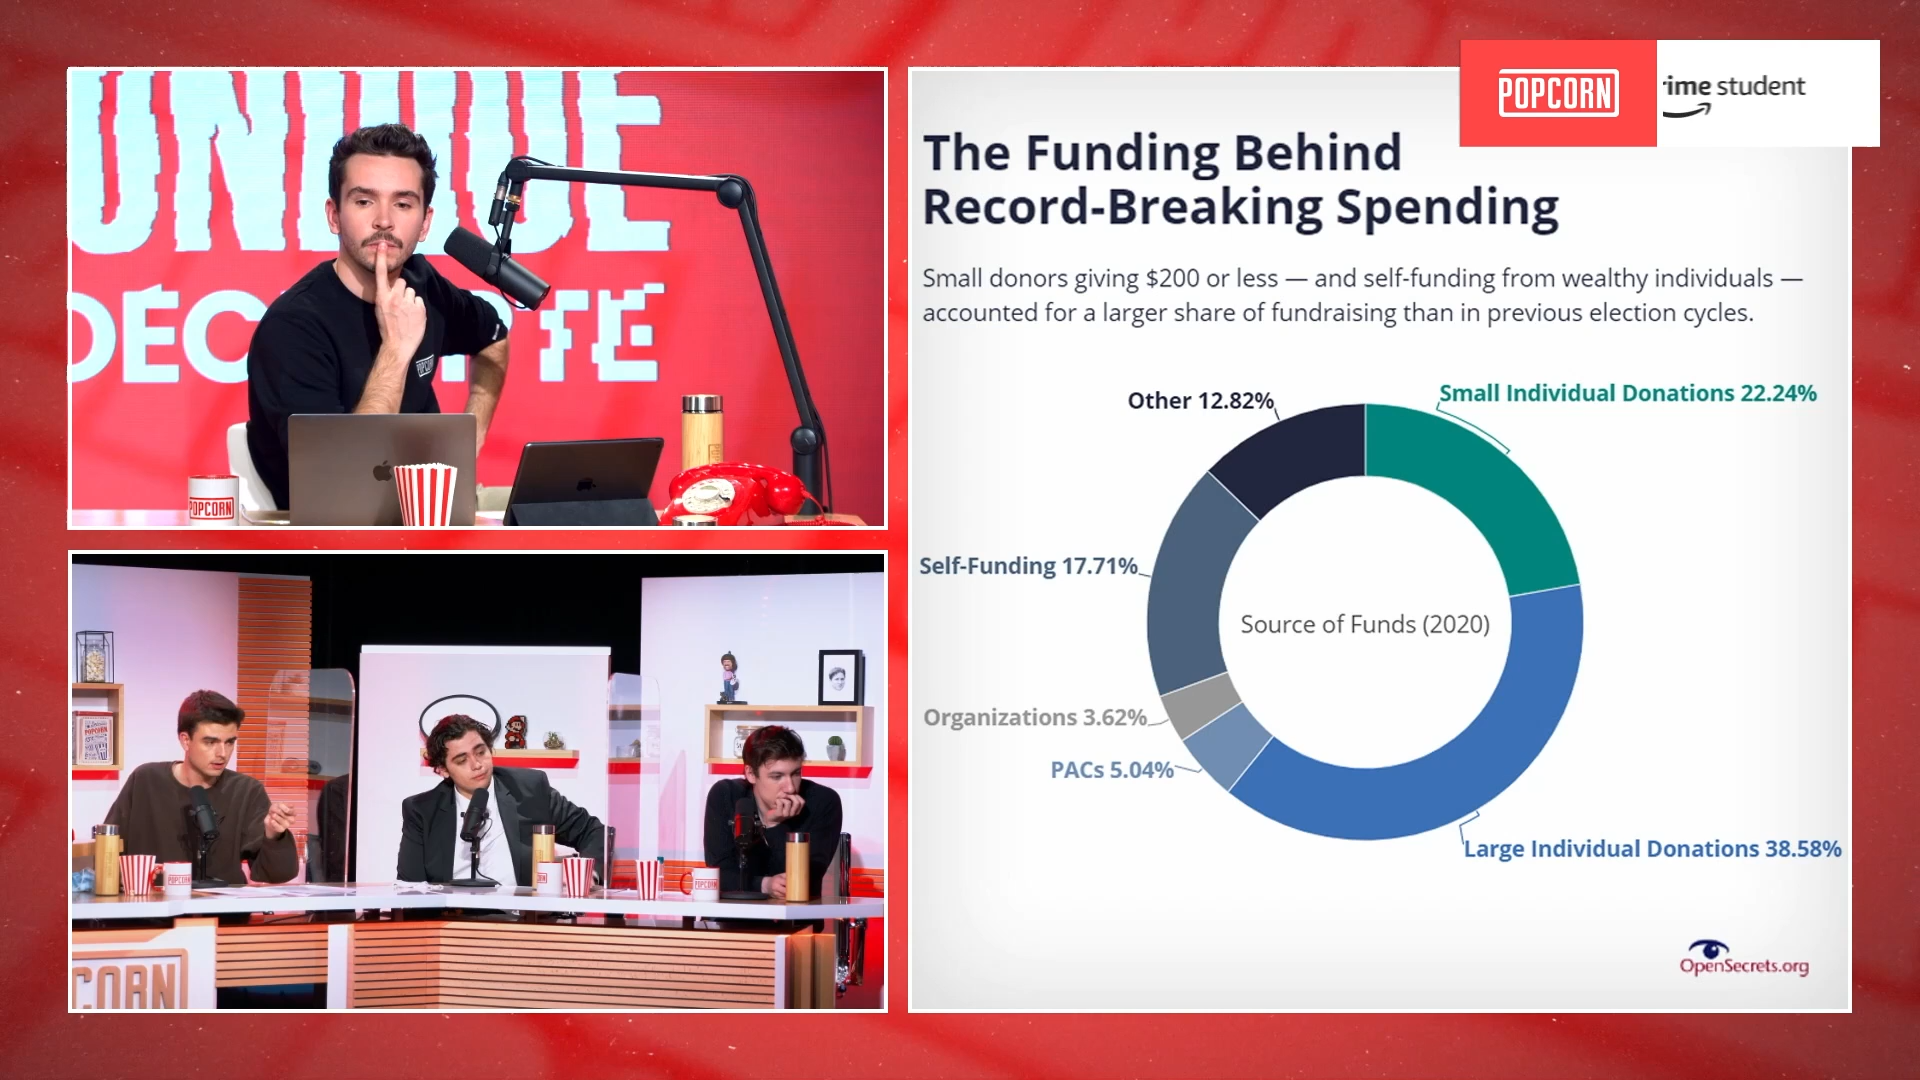 UNIQUE
POPCORN
POPCORN
ime student
The Funding Behind
Record-Breaking Spending
Small donors giving $200 or less — and self-funding from wealthy individuals —
accounted for a larger share of fundraising than in previous election cycles.
Other 12.82%
Small Individual Donations 22.24%
Self-Funding 17.71%
Source of Funds (2020)
Organizations 3.62%
PACs 5.04%
Large Individual Donations 38.58%
OpenSecrets.org
POPCORN
CORN